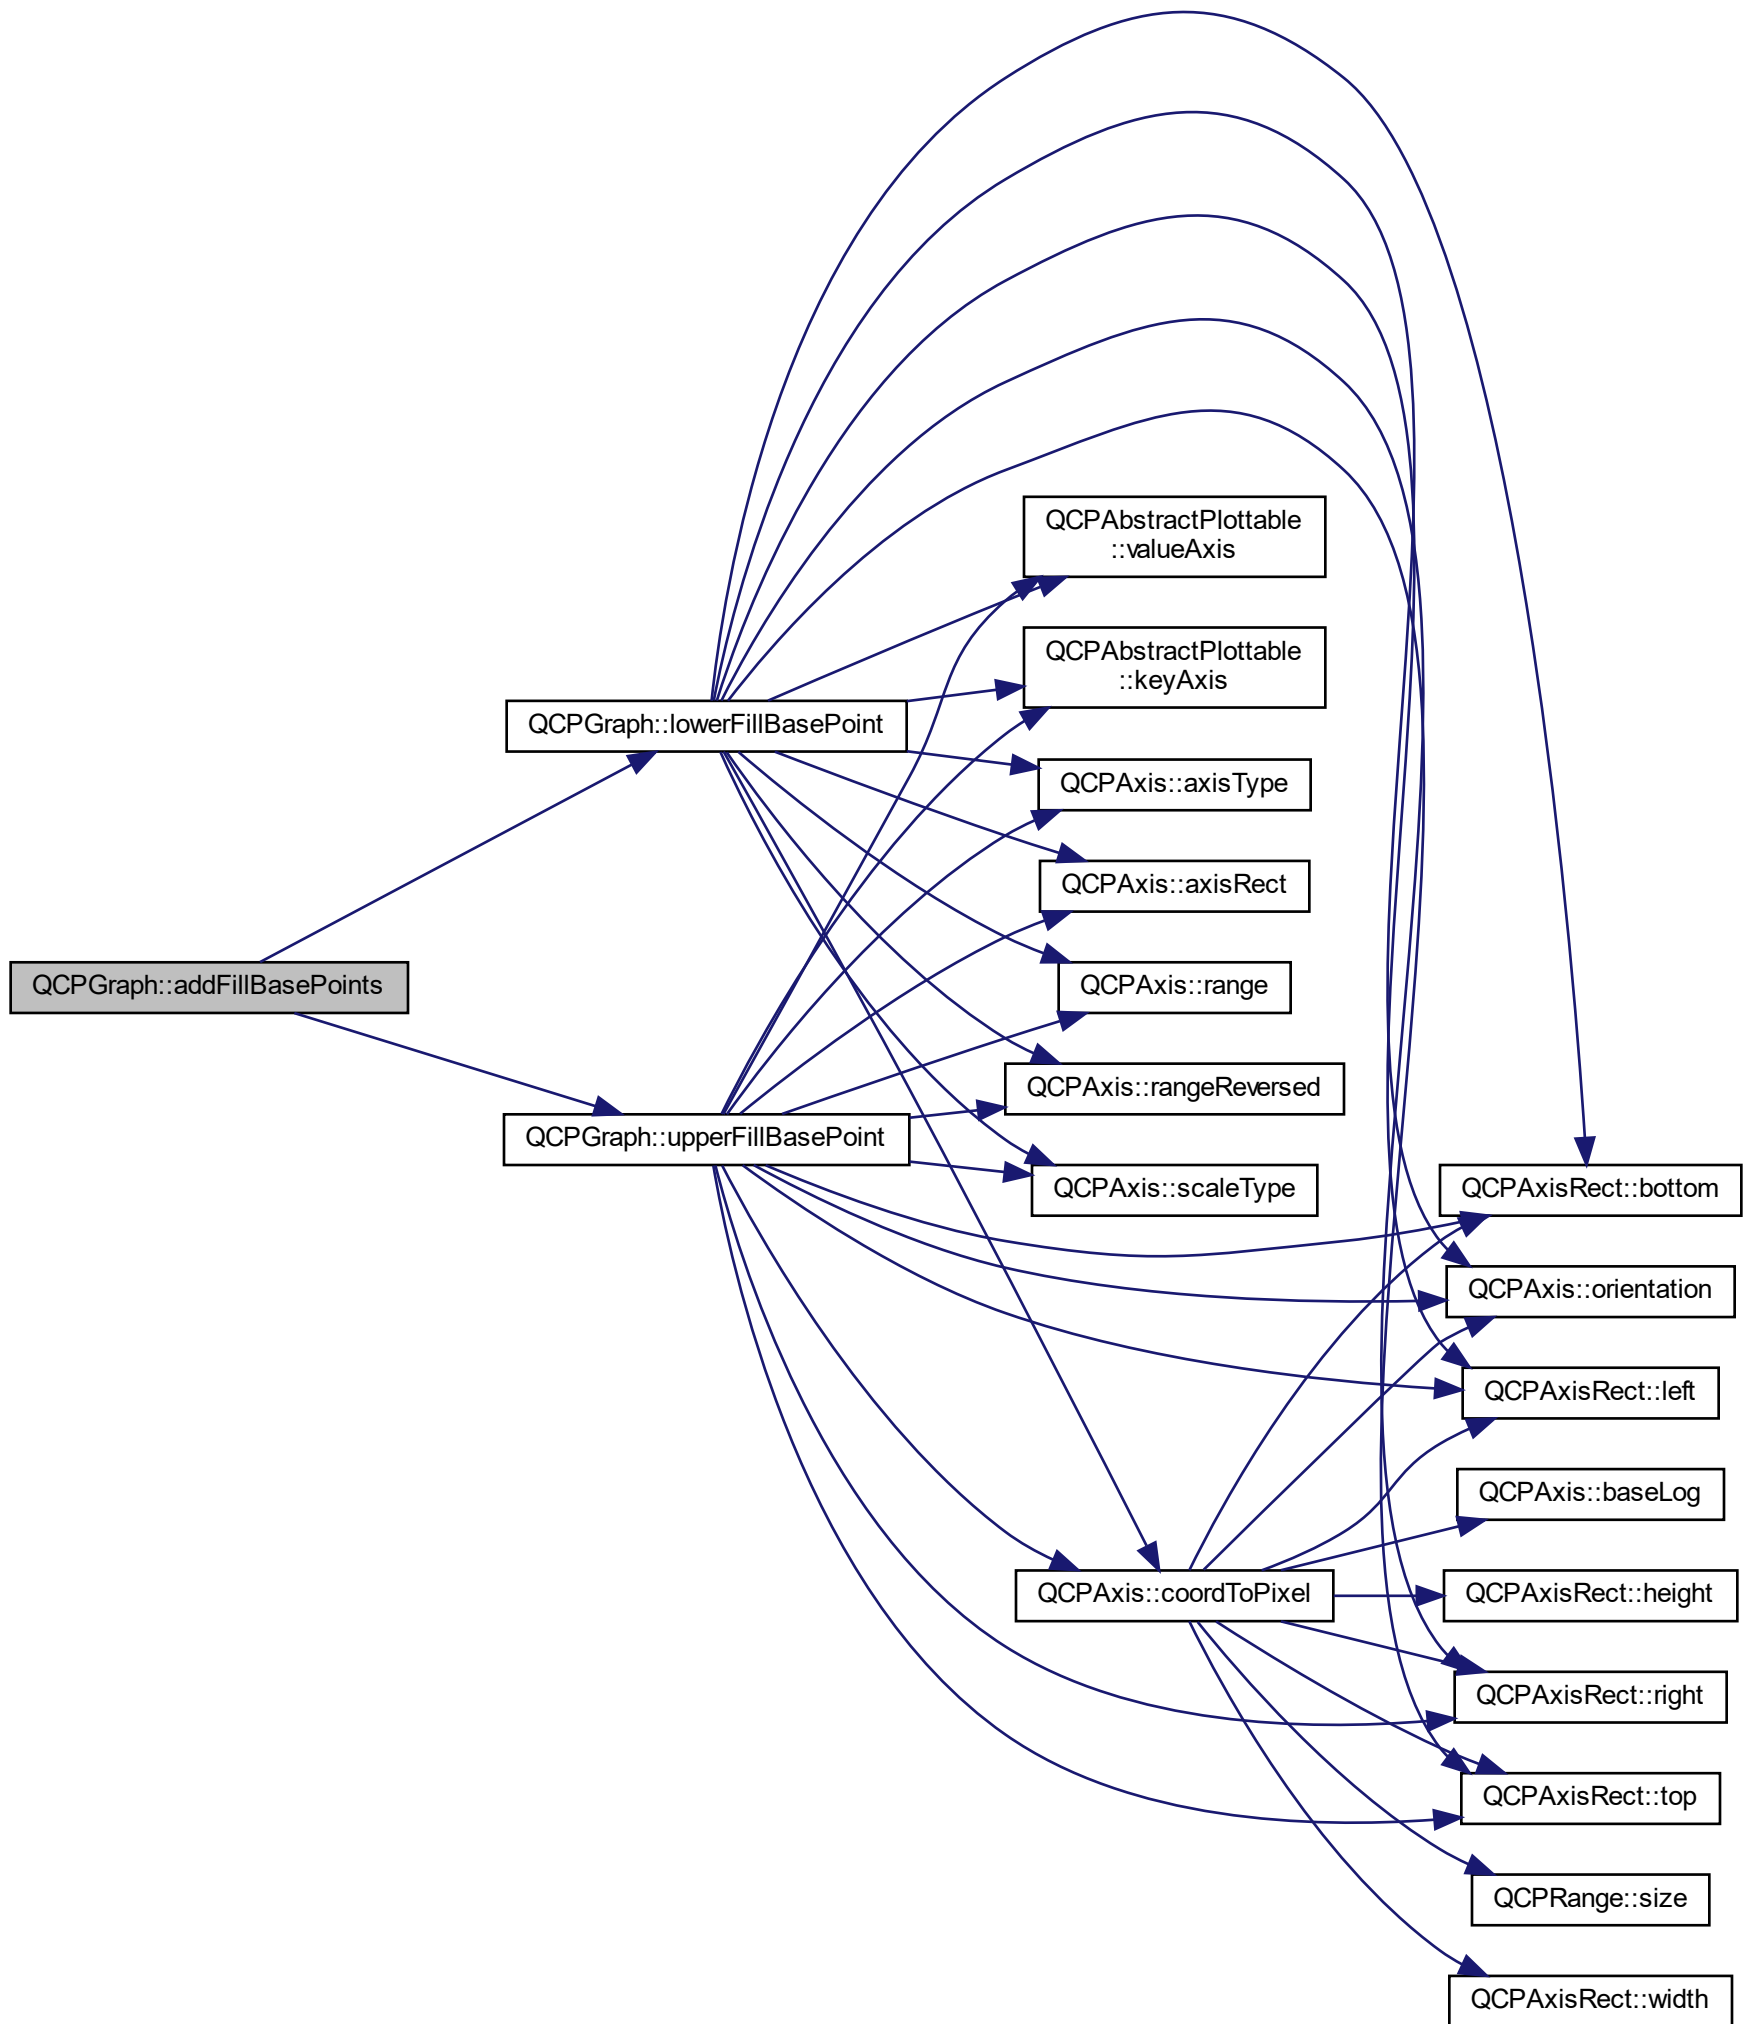 QCPGraph::addFillBasePoints
QCPGraph::lowerFillBasePoint
QCPGraph::upperFillBasePoint
QCPAbstractPlottable
::valueAxis
QCPAbstractPlottable
::keyAxis
QCPAxis::axisType
QCPAxis::axisRect
QCPAxis::range
QCPAxis::rangeReversed
QCPAxis::scaleType
QCPAxis::coordToPixel
QCPAxisRect::bottom
QCPAxis::orientation
QCPAxisRect::left
QCPAxis::baseLog
QCPAxisRect::height
QCPAxisRect::right
QCPAxisRect::top
QCPRange::size
QCPAxisRect::width